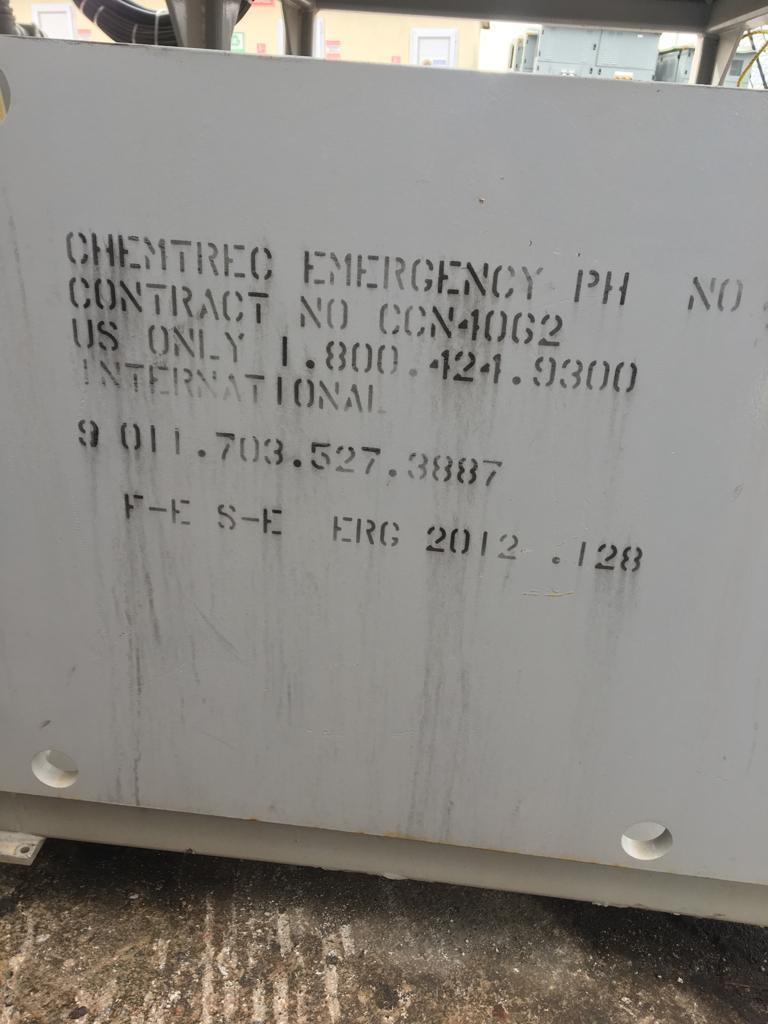 CHEMTREC EMERGENCY PH NO
CONTRACT NO CCN4062
US ONLY 1.800.424.9300
INTERNATIONAL
9 011.703.527.3887
F-E S-E ERG 2012 .128